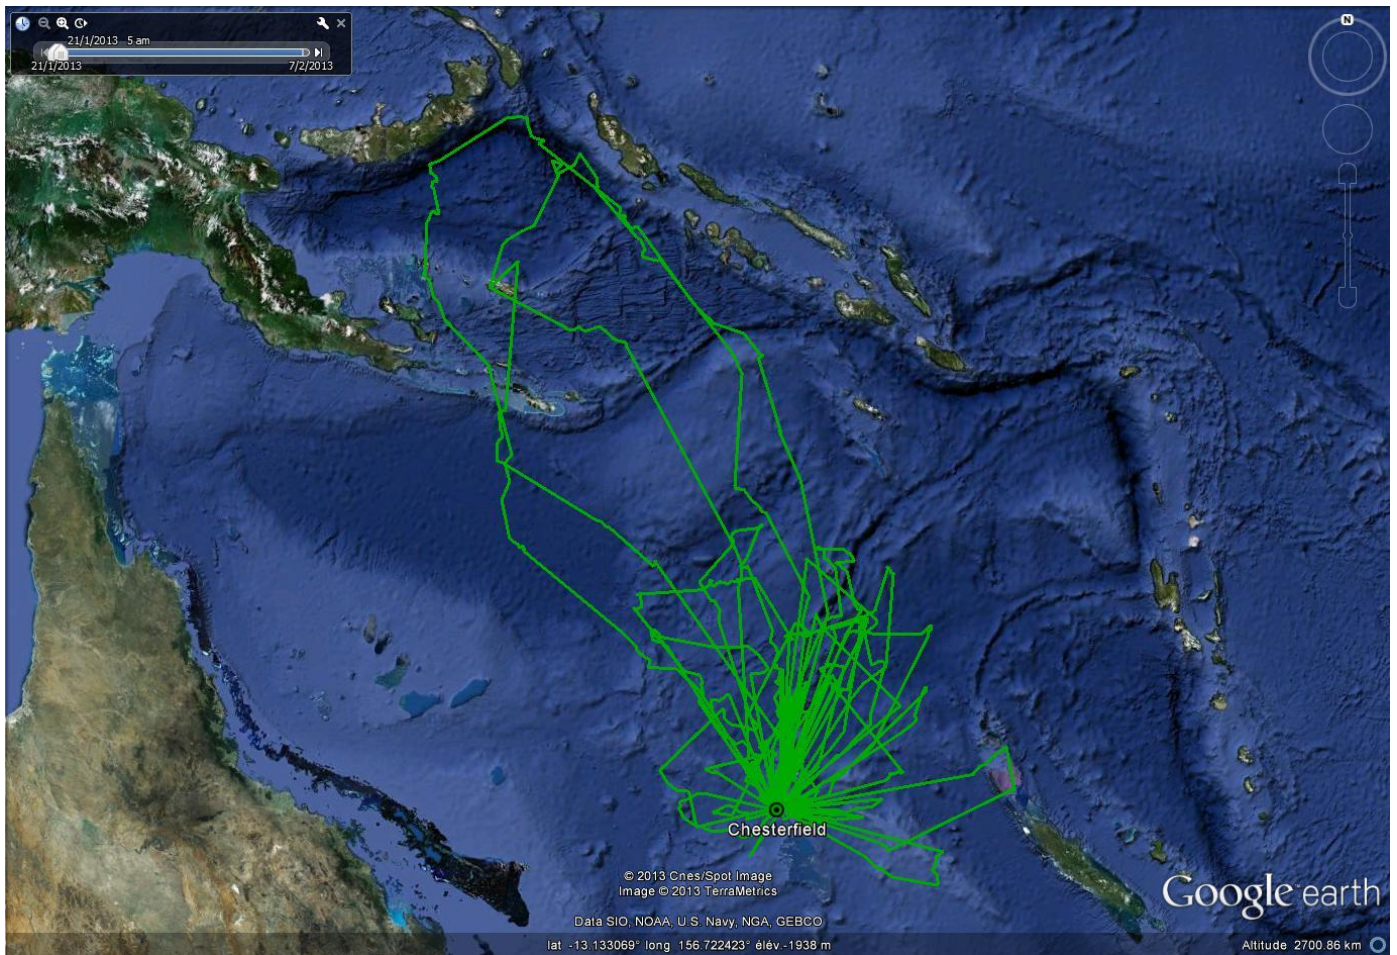 21/1/2013 5 am
21/1/2013 7/2/2013
N
Chesterfield
© 2013 Cnes/Spot Image
Image © 2013 TerraMetrics
Data SIO, NOAA, U.S. Navy, NGA, GEBCO
Google earth
lat -13.133069° long 156.722423° élév.-1938 m Altitude 2700.86 km